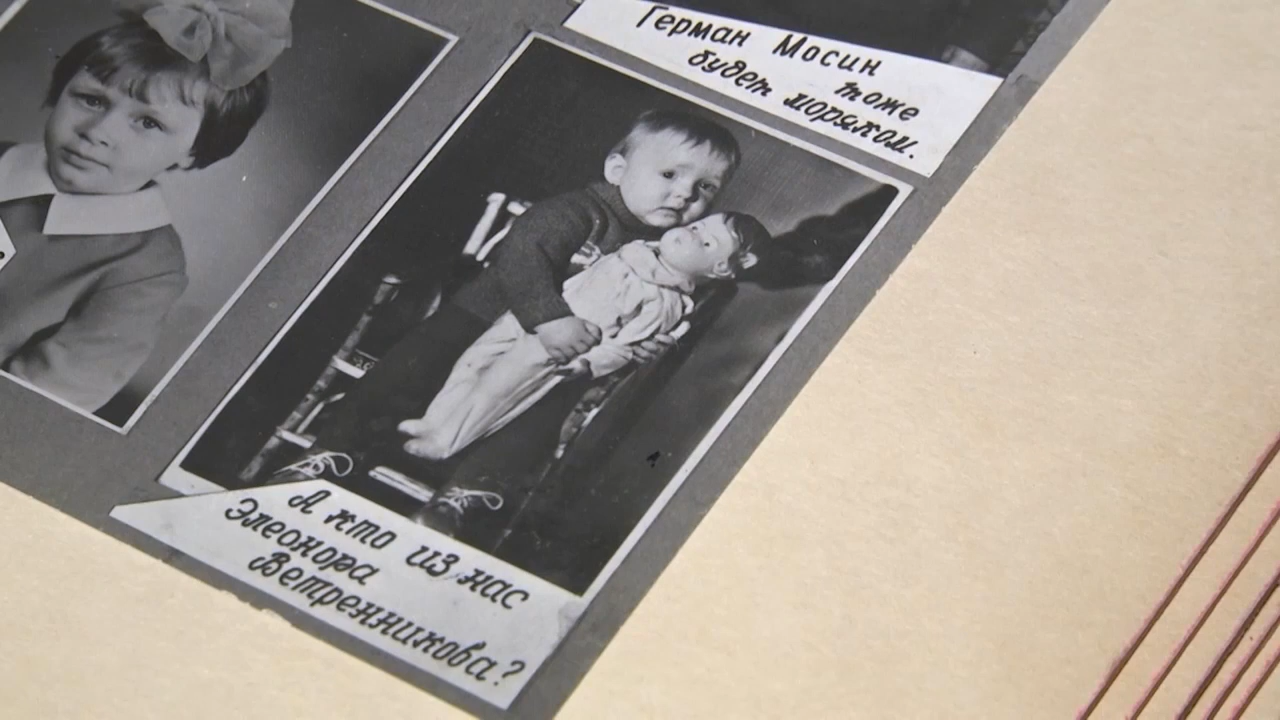 Герман Мосин
тоже
будет моряком.
А кто из нас
Элеонора
Ветренникова?